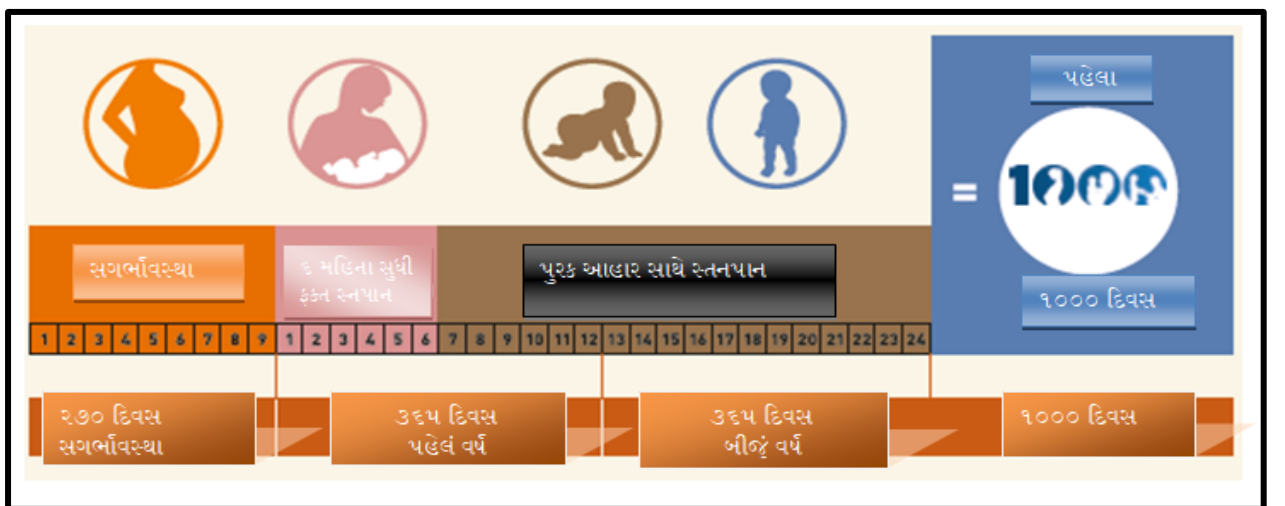 પહેલા
=
1000
સગર્ભાવસ્થા
૬ મહિના સુધી
ફક્ત સ્નપાન
પુરક આહાર સાથે સ્તનપાન
૧૦૦૦ દિવસ
1 2 3 4 5 6 7 8 9 1 2 3 4 5 6 7 8 9 10 11 12 13 14 15 16 17 18 19 20 21 22 23 24
૨૭૦ દિવસ
સગર્ભાવસ્થા
૩૬૫ દિવસ
પહેલું વર્ષ
૩૬૫ દિવસ
બીજું વર્ષ
૧૦૦૦ દિવસ